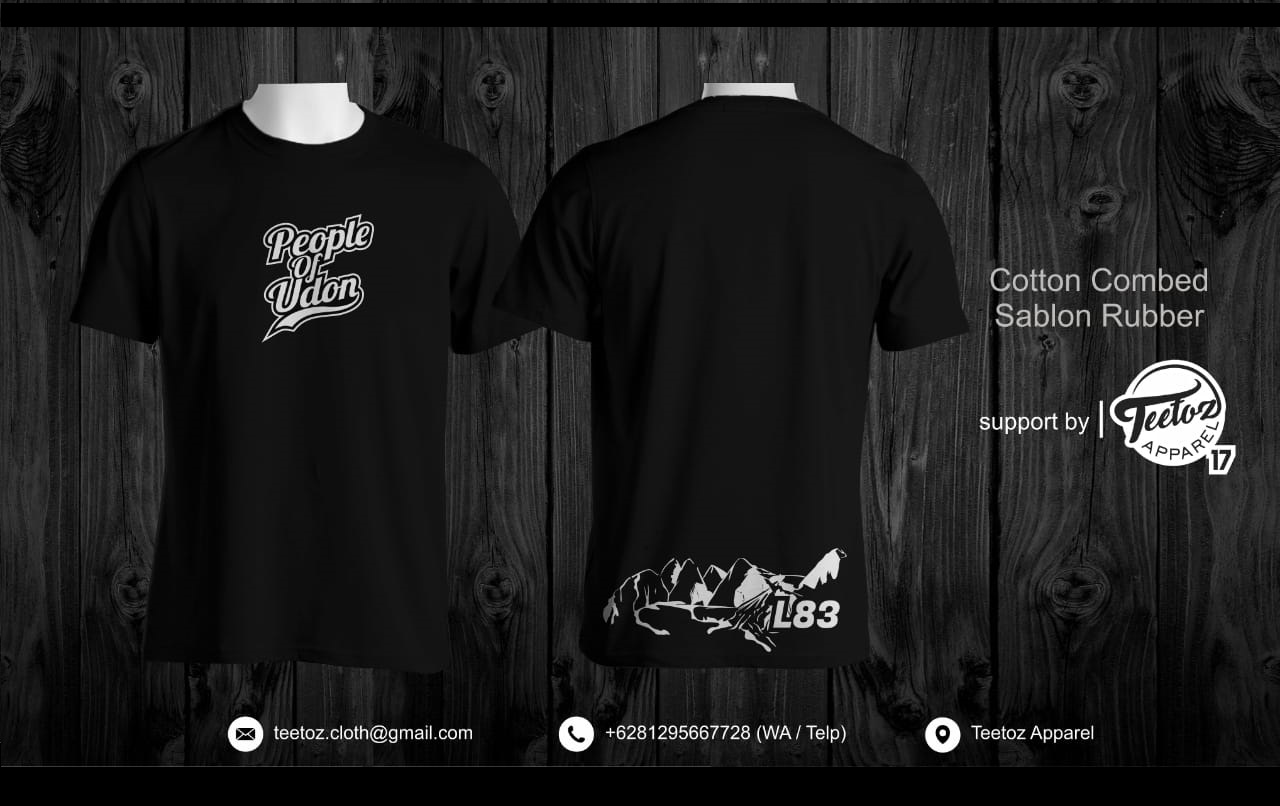 People
Of
Udon
L83
Cotton Combed
Sablon Rubber
support by
Teetoz
APPAREL
17
teetoz.cloth@gmail.com
+6281295667728 (WA / Telp)
Teetoz Apparel